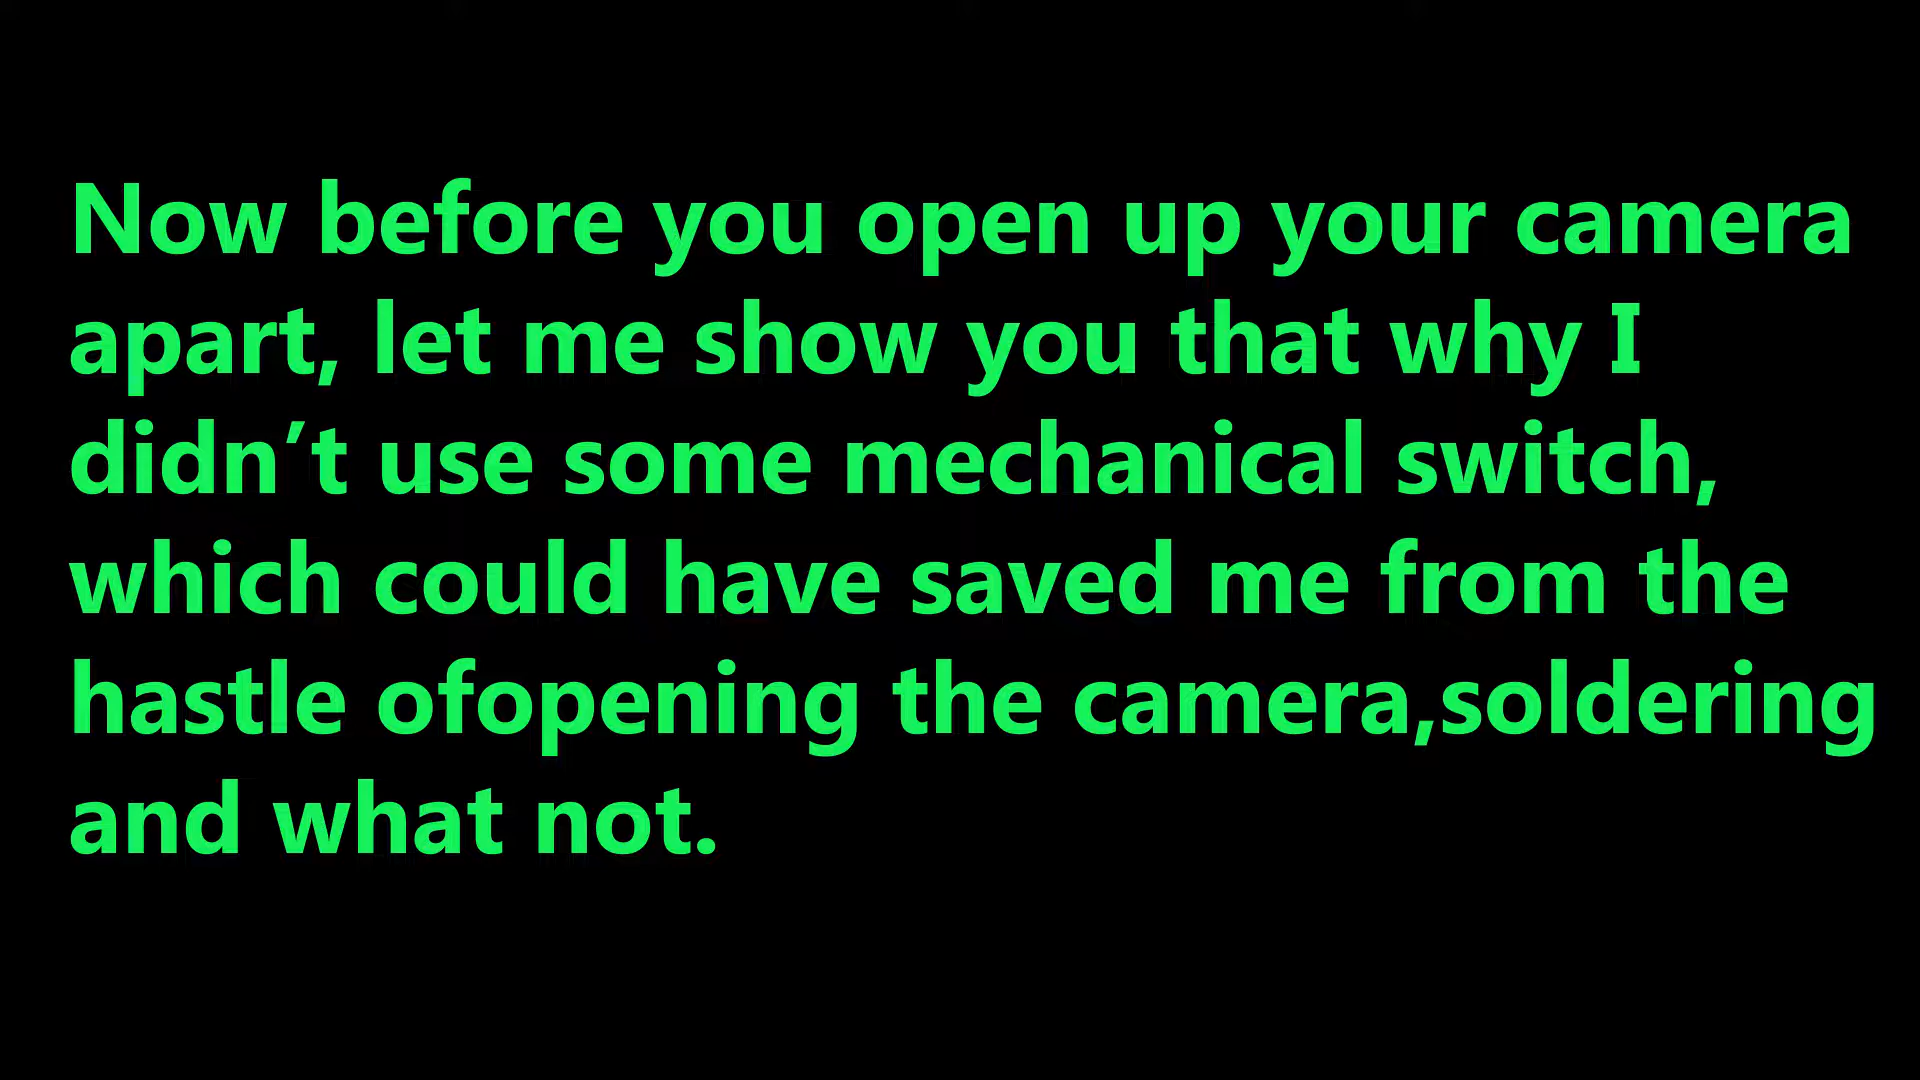 Now before you open up your camera
apart, let me show you that why I
didn’t use some mechanical switch,
which could have saved me from the
hastle ofopening the camera,soldering
and what not.